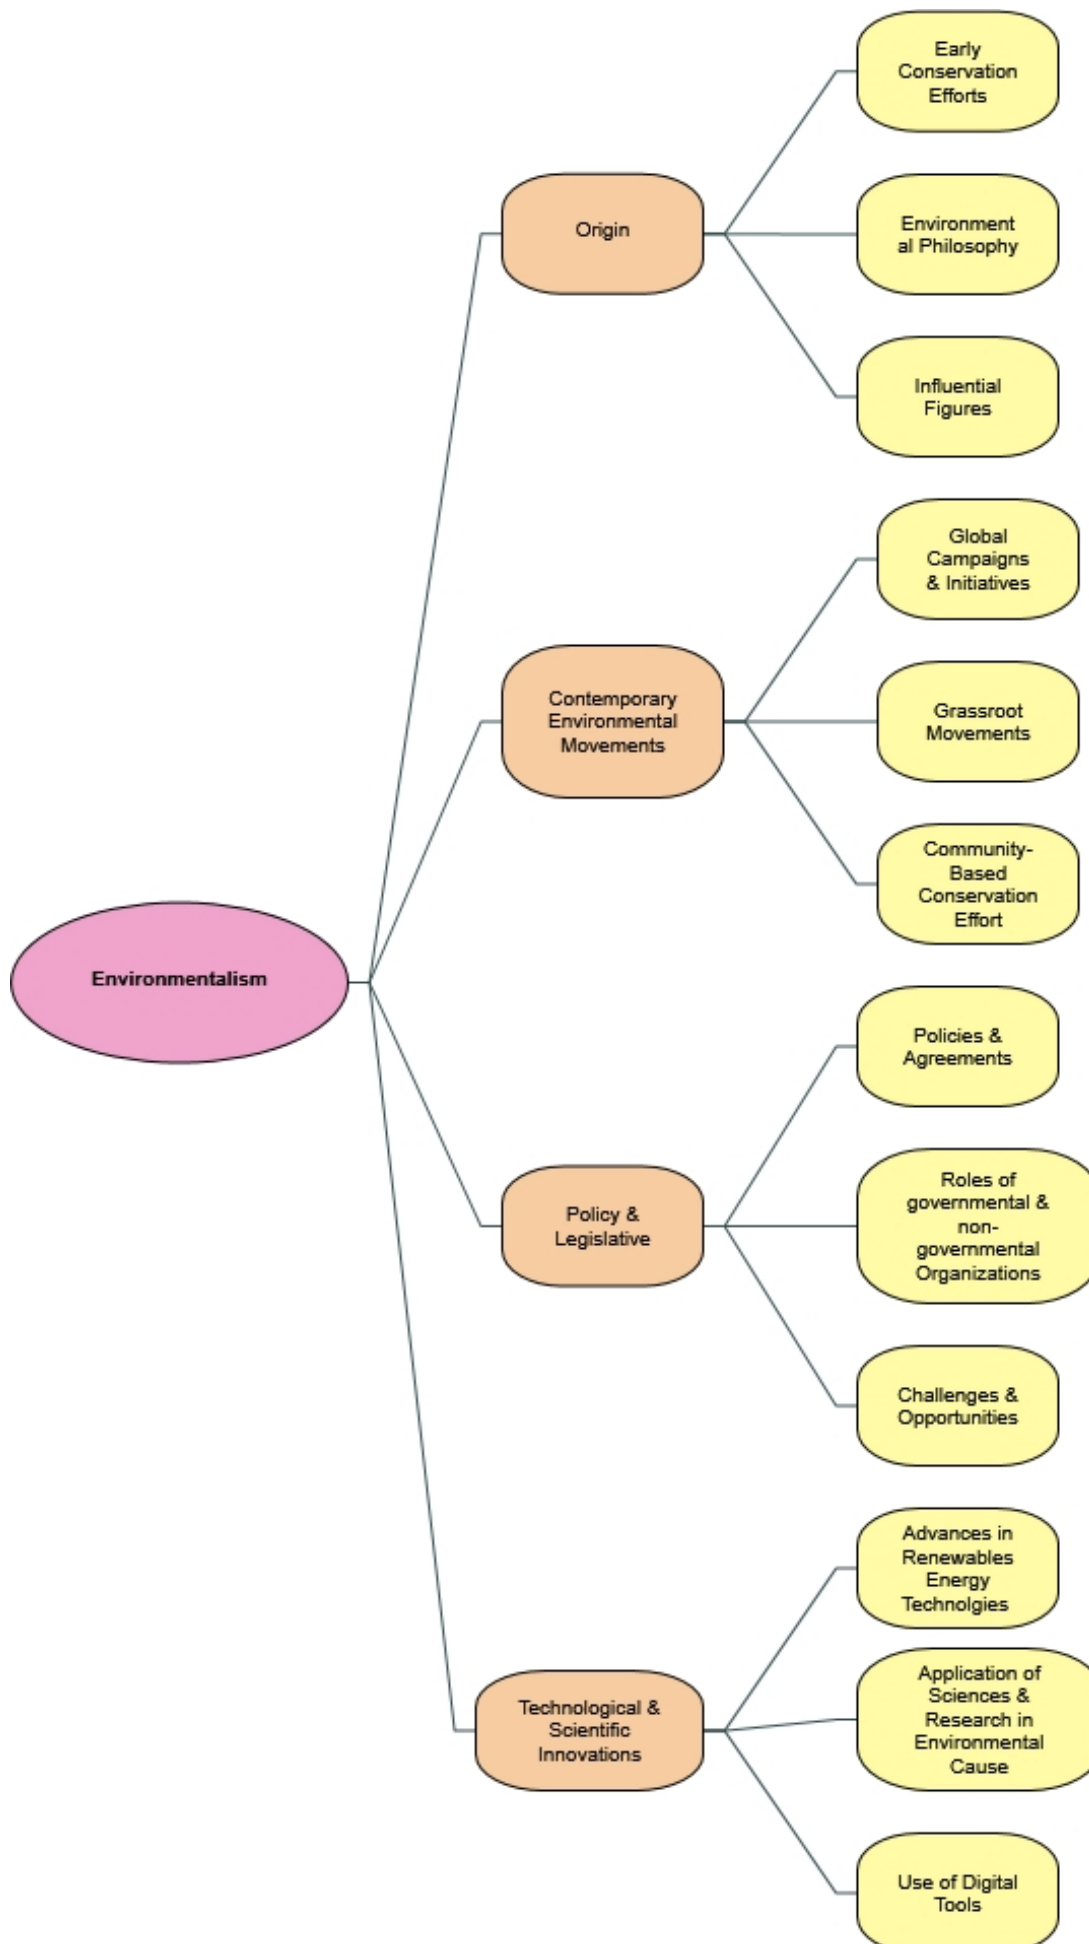 Environmentalism
Origin
Early
Conservation
Efforts
Environment
al Philosophy
Influential
Figures
Contemporary
Environmental
Movements
Global
Campaigns
& Initiatives
Grassroot
Movements
Community-
Based
Conservation
Effort
Policy &
Legislative
Policies &
Agreements
Roles of
governmental &
non-
governmental
Organizations
Challenges &
Opportunities
Technological &
Scientific
Innovations
Advances in
Renewables
Energy
Technolgies
Application of
Sciences &
Research in
Environmental
Cause
Use of Digital
Tools